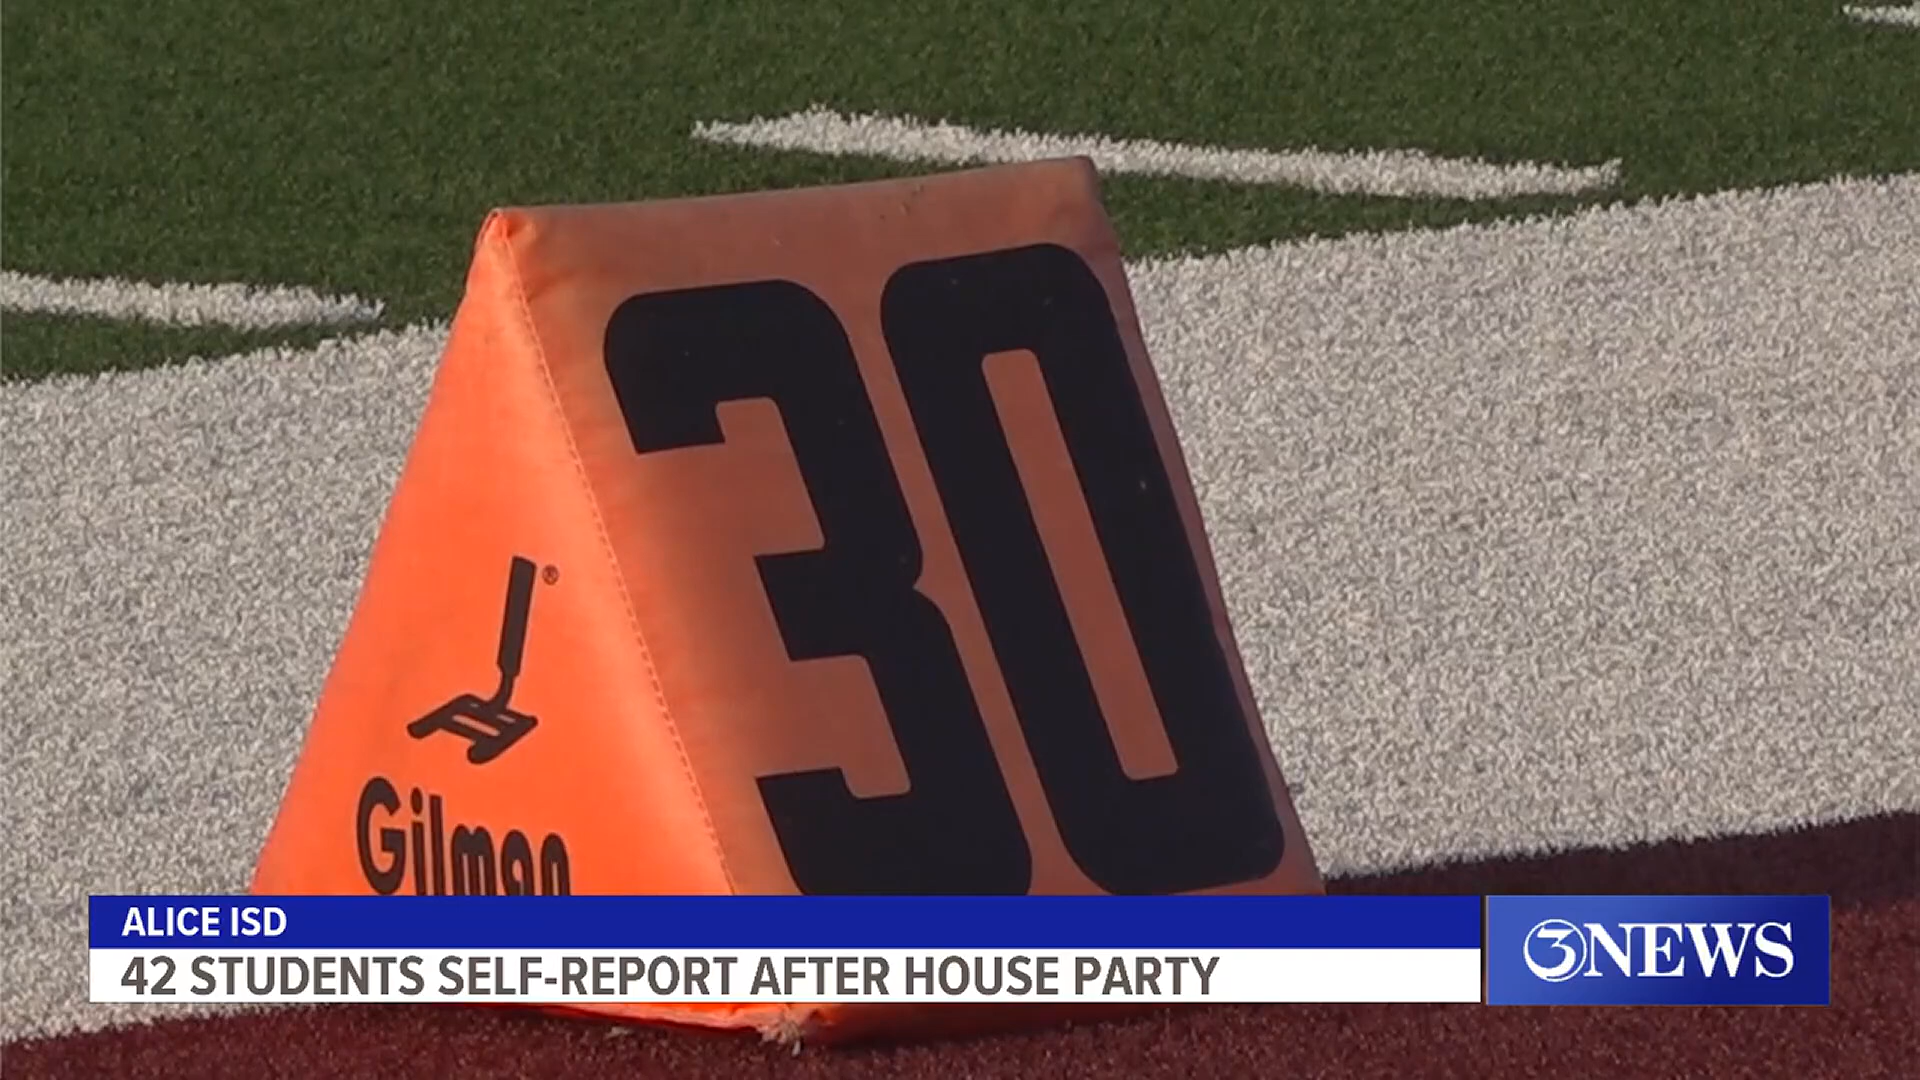 30
®
Gilman
ALICE ISD
42 STUDENTS SELF-REPORT AFTER HOUSE PARTY
3NEWS